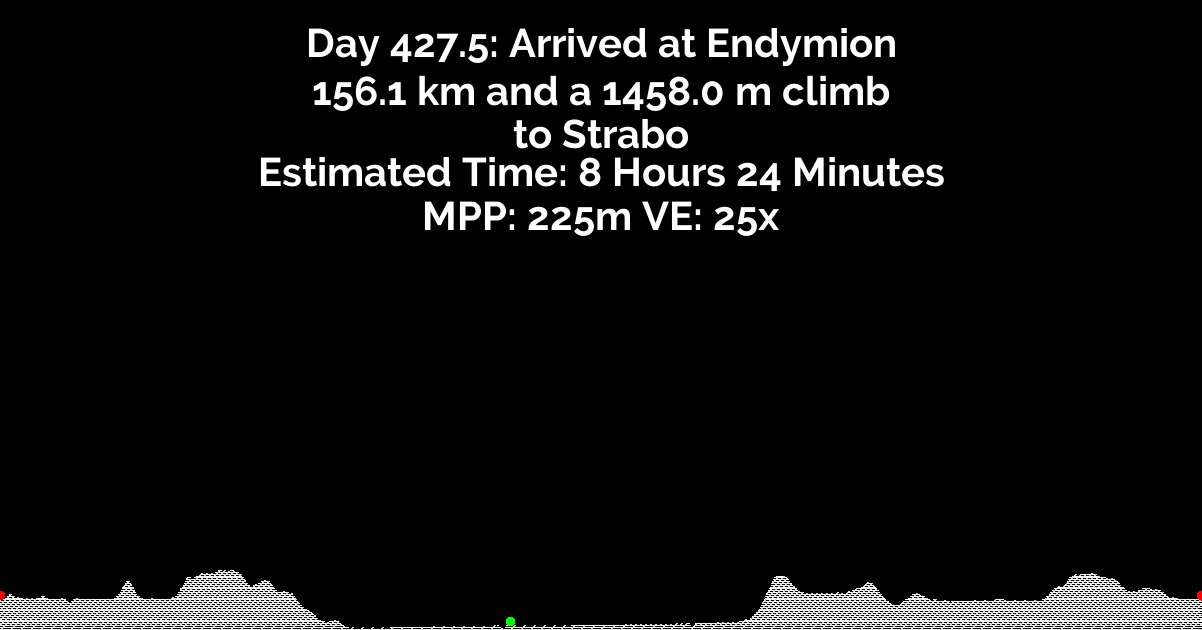 Day 427.5: Arrived at Endymion
156.1 km and a 1458.0 m climb
to Strabo
Estimated Time: 8 Hours 24 Minutes
MPP: 225m VE: 25x